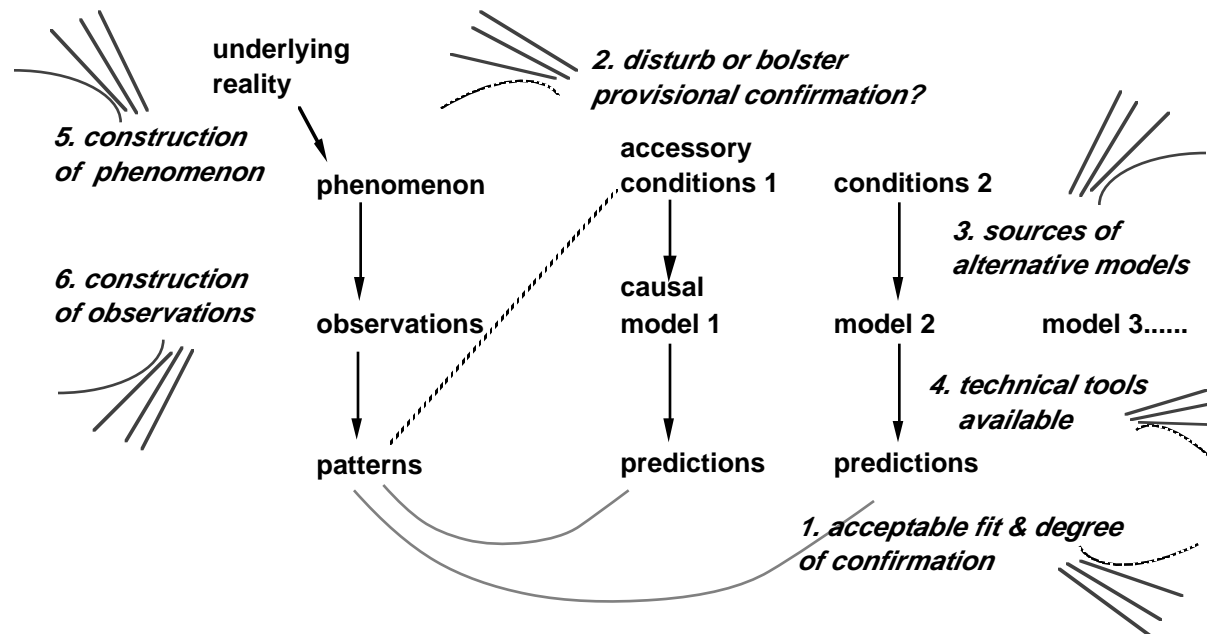 underlying
reality
2. disturb or bolster
provisional confirmation?
5. construction
of phenomenon
accessory
phenomenon
conditions 1
conditions 2
3. sources of
alternative models
6. construction
of observations
causal
observations
model 1
model 2
model 3......
4. technical tools
available
patterns
predictions
predictions
1. acceptable fit & degree
of confirmation